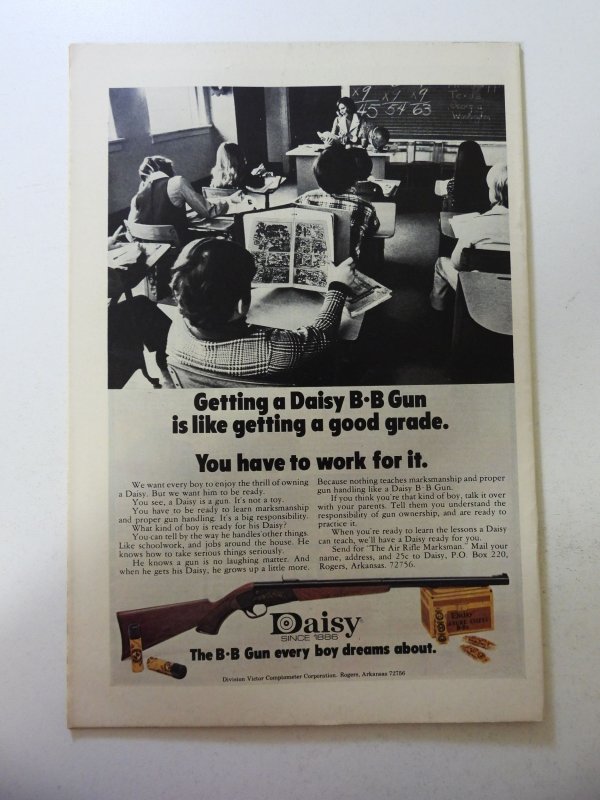 x9 x9 x9
45 54 63
Texas
Georgia
Washington
Getting a Daisy B•B Gun
is like getting a good grade.
You have to work for it.
We want every boy to enjoy the thrill of owning
a Daisy. But we want him to be ready.
You see, a Daisy is a gun. It's not a toy.
You have to be ready to learn marksmanship
and proper gun handling. It's a big responsibility.
What kind of boy is ready for his Daisy?
You can tell by the way he handles other things.
Like schoolwork, and jobs around the house. He
knows how to take serious things seriously.
He knows a gun is no laughing matter. And
when he gets his Daisy, he grows up a little more.
Because nothing teaches marksmanship and proper
gun handling like a Daisy B•B Gun.
If you think you're that kind of boy, talk it over
with your parents. Tell them you understand the
responsibility of gun ownership, and are ready to
practice it.
When you're ready to learn the lessons a Daisy
can teach, we'll have a Daisy ready for you.
Send for "The Air Rifle Marksman." Mail your
name, address, and 25c to Daisy, P.O. Box 220,
Rogers, Arkansas. 72756.
Daisy
SINCE 1886
The B•B Gun every boy dreams about.
Division Victor Comptometer Corporation. Rogers, Arkansas 72756